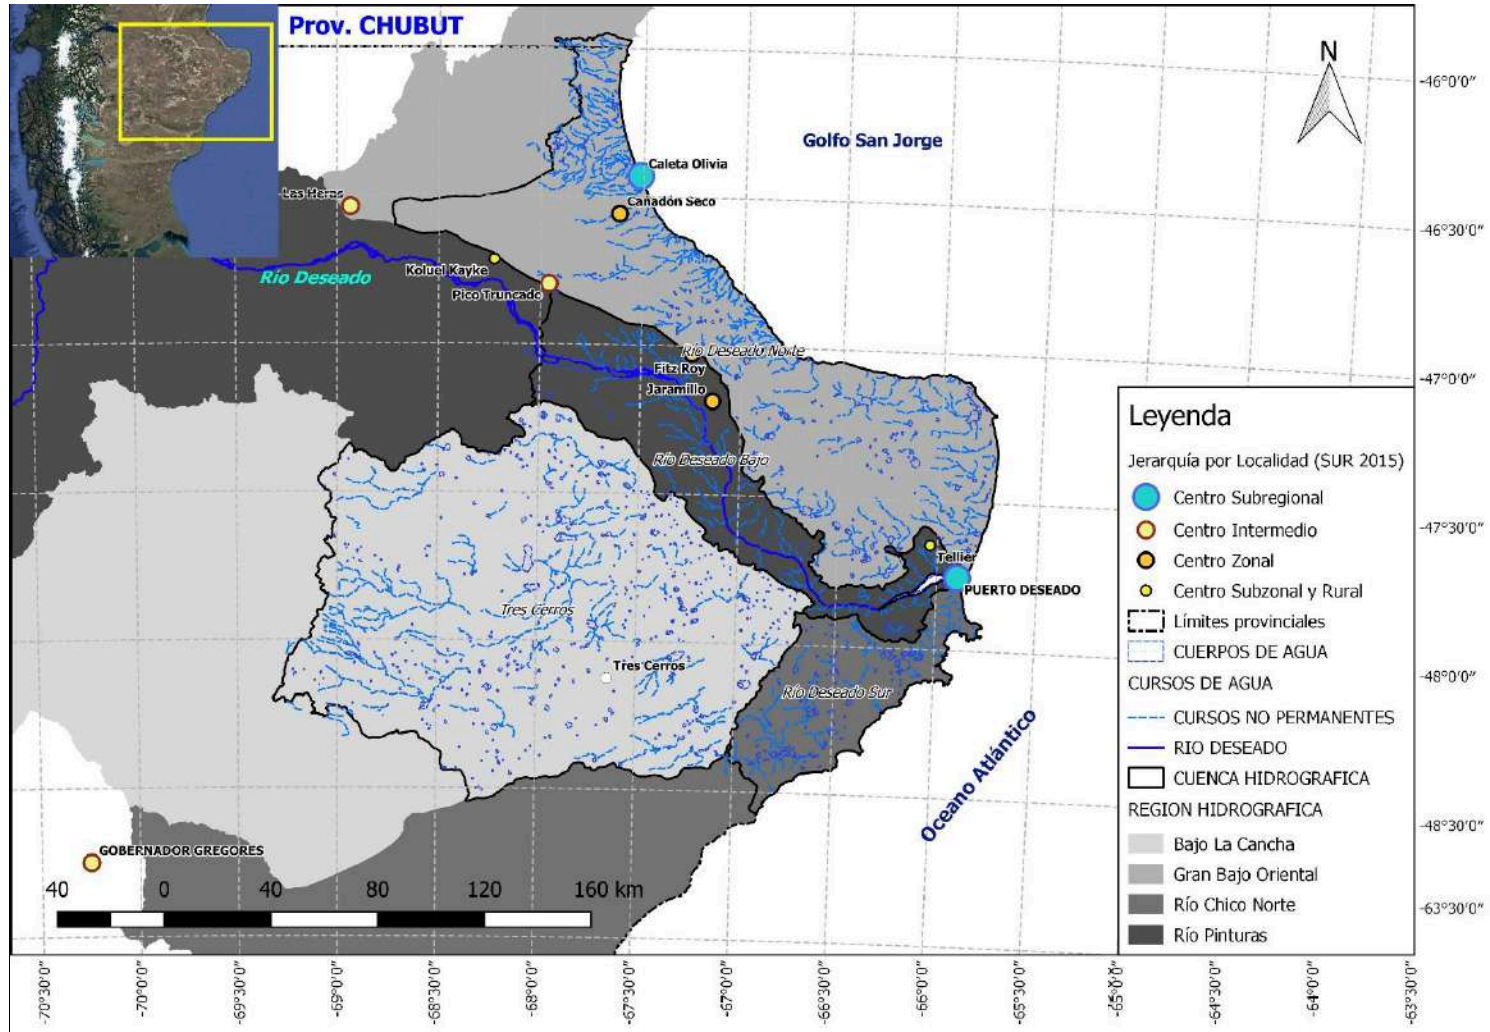 Prov. CHUBUT
N
Golfo San Jorge
Caleta Olivia
Las Heras
Cañadón Seco
Río Deseado
Koluel Kayke
Pico Truncado
Río Deseado Norte
Fitz Roy
Jaramillo
Río Deseado Bajo
Tellier
PUERTO DESEADO
Tres Cerros
Tres Cerros
Río Deseado Sur
Oceano Atlántico
GOBERNADOR GREGORES
40 0 40 80 120 160 km
Leyenda
Jerarquía por Localidad (SUR 2015)
Centro Subregional
Centro Intermedio
Centro Zonal
Centro Subzonal y Rural
Límites provinciales
CUERPOS DE AGUA
CURSOS DE AGUA
CURSOS NO PERMANENTES
RIO DESEADO
CUENCA HIDROGRAFICA
REGION HIDROGRAFICA
Bajo La Cancha
Gran Bajo Oriental
Río Chico Norte
Río Pinturas
-46°0'0"
-46°30'0"
-47°0'0"
-47°30'0"
-48°0'0"
-48°30'0"
-63°30'0"
-70°30'0"
-70°0'0"
-69°30'0"
-69°0'0"
-68°30'0"
-68°0'0"
-67°30'0"
-67°0'0"
-66°30'0"
-66°0'0"
-65°30'0"
-65°0'0"
-64°30'0"
-64°0'0"
-63°30'0"